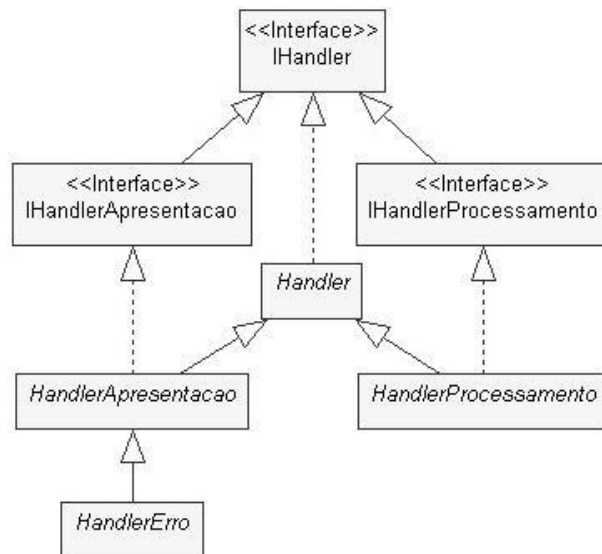 <<Interface>>
IHandler
<<Interface>>
IHandlerApresentacao
<<Interface>>
IHandlerProcessamento
Handler
HandlerApresentacao
HandlerProcessamento
HandlerErro